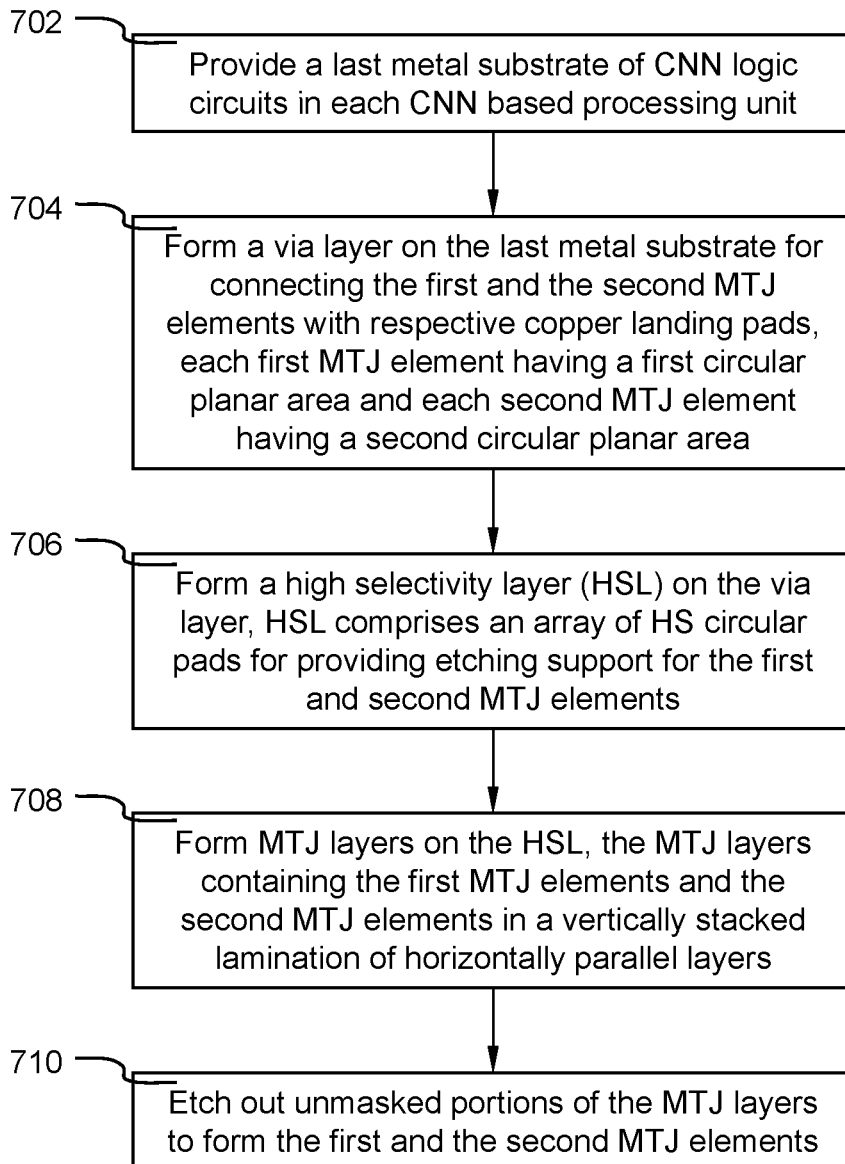 702
Provide a last metal substrate of CNN logic
circuits in each CNN based processing unit
704
Form a via layer on the last metal substrate for
connecting the first and the second MTJ
elements with respective copper landing pads,
each first MTJ element having a first circular
planar area and each second MTJ element
having a second circular planar area
706
Form a high selectivity layer (HSL) on the via
layer, HSL comprises an array of HS circular
pads for providing etching support for the first
and second MTJ elements
708
Form MTJ layers on the HSL, the MTJ layers
containing the first MTJ elements and the
second MTJ elements in a vertically stacked
lamination of horizontally parallel layers
710
Etch out unmasked portions of the MTJ layers
to form the first and the second MTJ elements